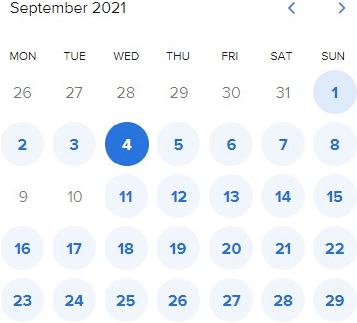 September 2021
MON TUE WED THU FRI SAT SUN
26 27 28 29 30 31 1
2 3 4 5 6 7 8
9 10 11 12 13 14 15
16 17 18 19 20 21 22
23 24 25 26 27 28 29